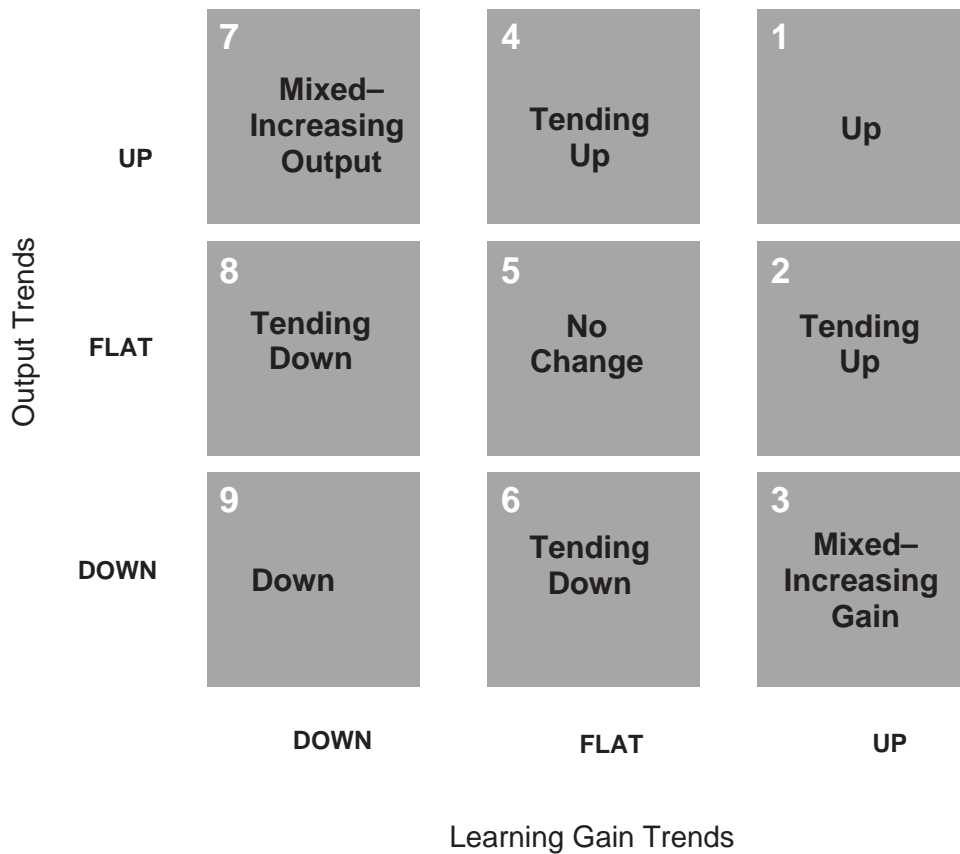 7
Mixed–
Increasing
Output
4
Tending
Up
1
Up
UP
8
Tending
Down
5
No
Change
2
Tending
Up
FLAT
9
Down
6
Tending
Down
3
Mixed–
Increasing
Gain
DOWN
Output Trends
DOWN
FLAT
UP
Learning Gain Trends